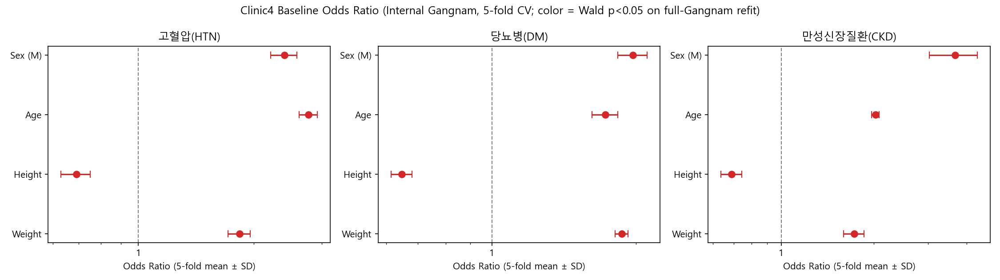 Clinic4 Baseline Odds Ratio (Internal Gangnam, 5-fold CV; color = Wald p<0.05 on full-Gangnam refit)
고혈압(HTN)
Sex (M)
Age
Height
Weight
1
Odds Ratio (5-fold mean ± SD)
당뇨병(DM)
Sex (M)
Age
Height
Weight
1
Odds Ratio (5-fold mean ± SD)
만성신장질환(CKD)
Sex (M)
Age
Height
Weight
1
Odds Ratio (5-fold mean ± SD)